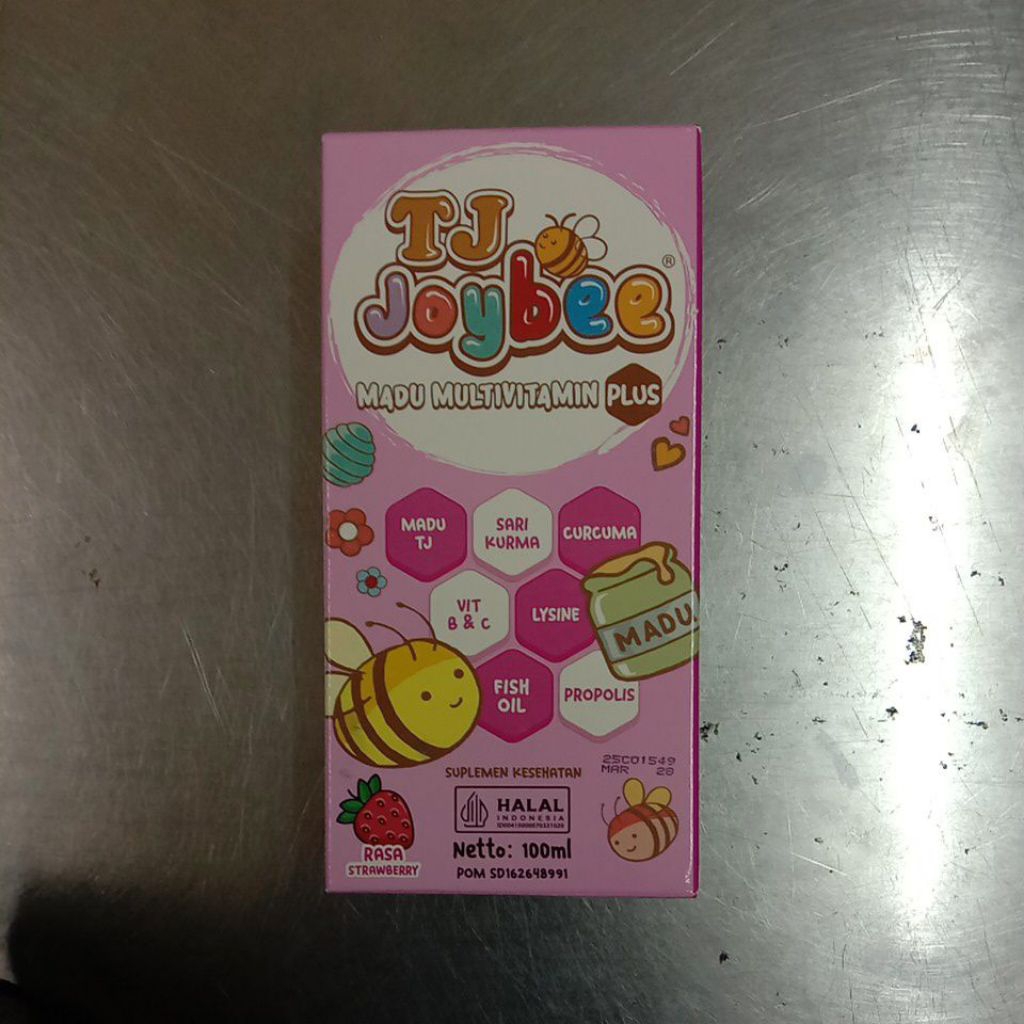 TJ
Joybee®
MADU MULTIVITAMIN PLUS
MADU
TJ
SARI
KURMA
CURCUMA
VIT
B & C
LYSINE
MADU
FISH
OIL
PROPOLIS
25C01549
MAR 28
SUPLEMEN KESEHATAN
HALAL
INDONESIA
RASA
STRAWBERRY
Netto: 100ml
POM SD162648991